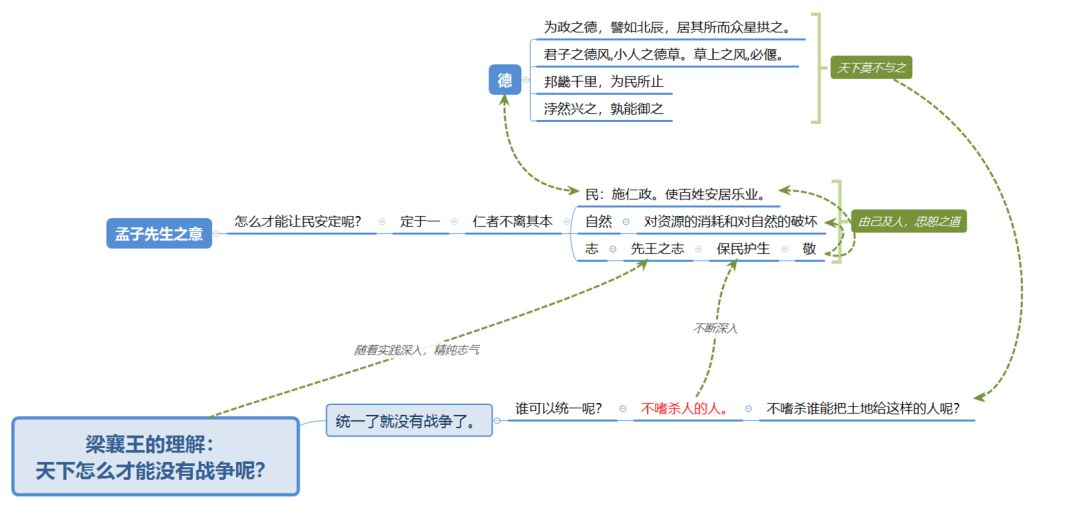 为政之德，譬如北辰，居其所而众星拱之。
君子之德风,小人之德草。草上之风,必偃。
德
天下莫不与之
邦畿千里，为民所止
浡然兴之，孰能御之
民：施仁政。使百姓安居乐业。
孟子先生之意
怎么才能让民安定呢？
定于一
仁者不离其本
自然
对资源的消耗和对自然的破坏
由己及人，忠恕之道
志
先王之志
保民护生
敬
不断深入
随着实践深入，精纯志气
统一了就没有战争了。
谁可以统一呢？
不嗜杀人的人。
不嗜杀谁能把土地给这样的人呢？
梁襄王的理解：
天下怎么才能没有战争呢？